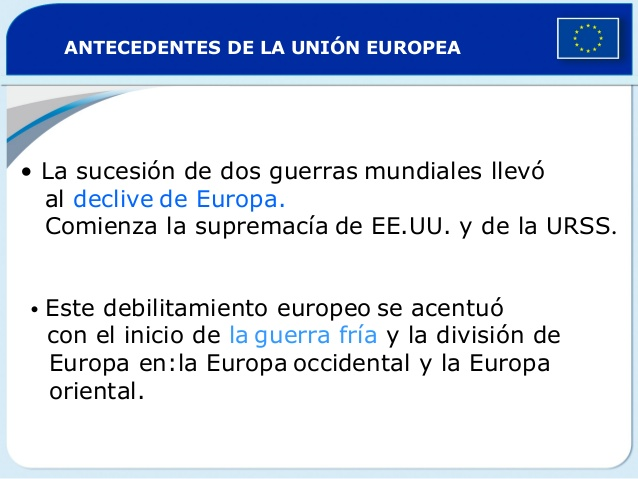 ANTECEDENTES DE LA UNIÓN EUROPEA
• La sucesión de dos guerras mundiales llevó
al declive de Europa.
Comienza la supremacía de EE.UU. y de la URSS.
• Este debilitamiento europeo se acentuó
con el inicio de la guerra fría y la división de
Europa en:la Europa occidental y la Europa
oriental.